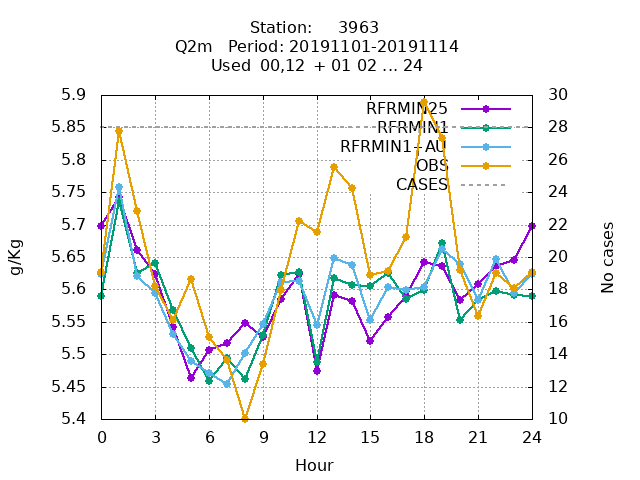 Station: 3963
Q2m Period: 20191101-20191114
Used 00,12 + 01 02 ... 24
5.9
5.85
5.8
5.75
5.7
5.65
5.6
5.55
5.5
5.45
5.4
g/Kg
30
28
26
24
22
20
18
16
14
12
10
No cases
RFRMIN25
RFRMIN1
RFRMIN1+AU
OBS
CASES
0 3 6 9 12 15 18 21 24
Hour